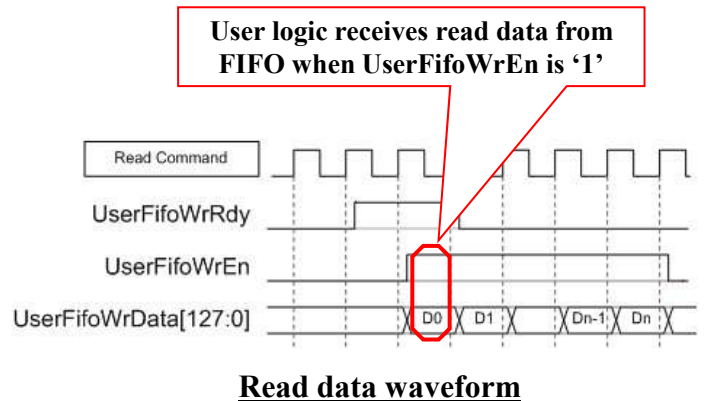 User logic receives read data from
FIFO when UserFifoWrEn is ‘1’
Read Command
UserFifoWrRdy
UserFifoWrEn
UserFifoWrData[127:0]
D0
D1
Dn-1
Dn
Read data waveform